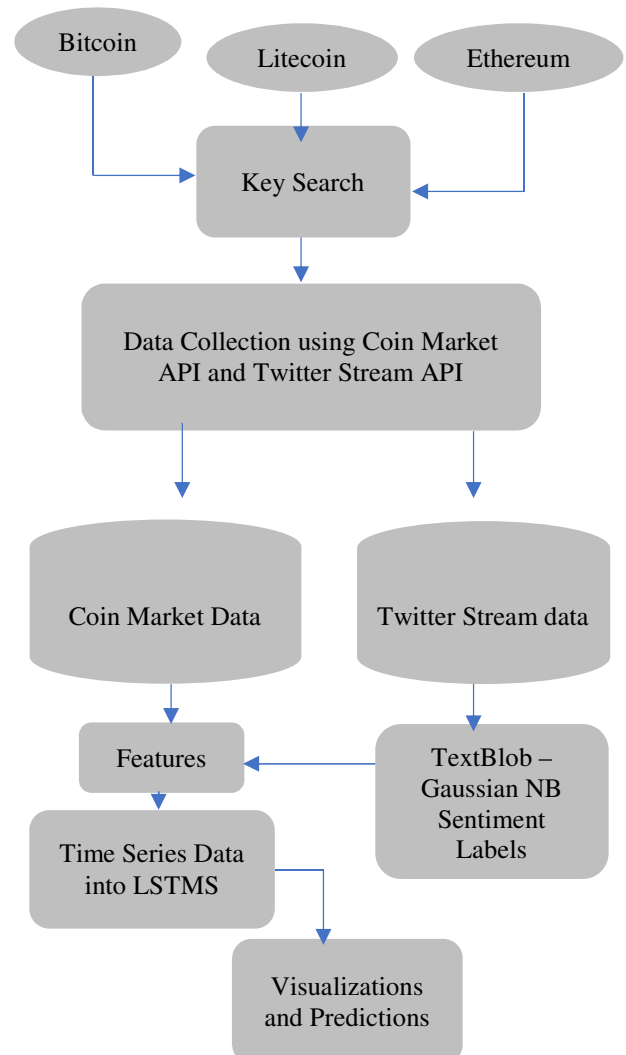 Bitcoin
Litecoin
Ethereum
Key Search
Data Collection using Coin Market
API and Twitter Stream API
Coin Market Data
Twitter Stream data
Features
TextBlob –
Gaussian NB
Sentiment
Labels
Time Series Data
into LSTMS
Visualizations
and Predictions